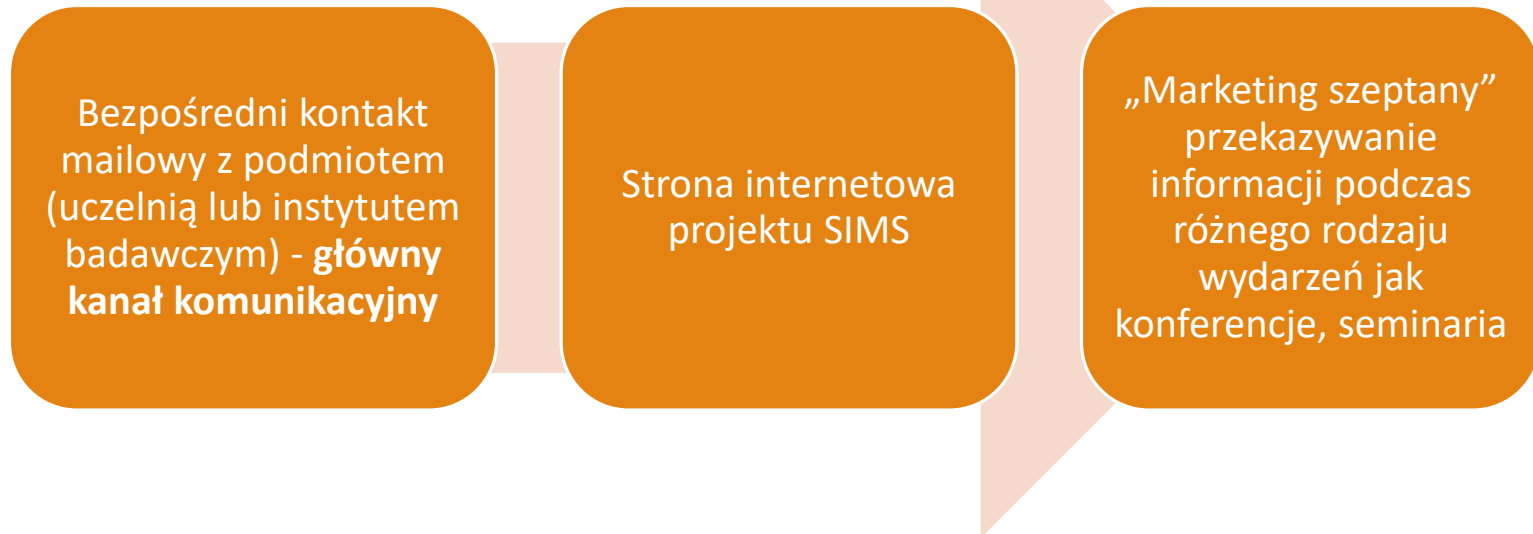 Bezpośredni kontakt
mailowy z podmiotem
(uczelnią lub instytutem
badawczym) - główny
kanał komunikacyjny
Strona internetowa
projektu SIMS
„Marketing szeptany”
przekazywanie
informacji podczas
różnego rodzaju
wydarzeń jak
konferencje, seminaria